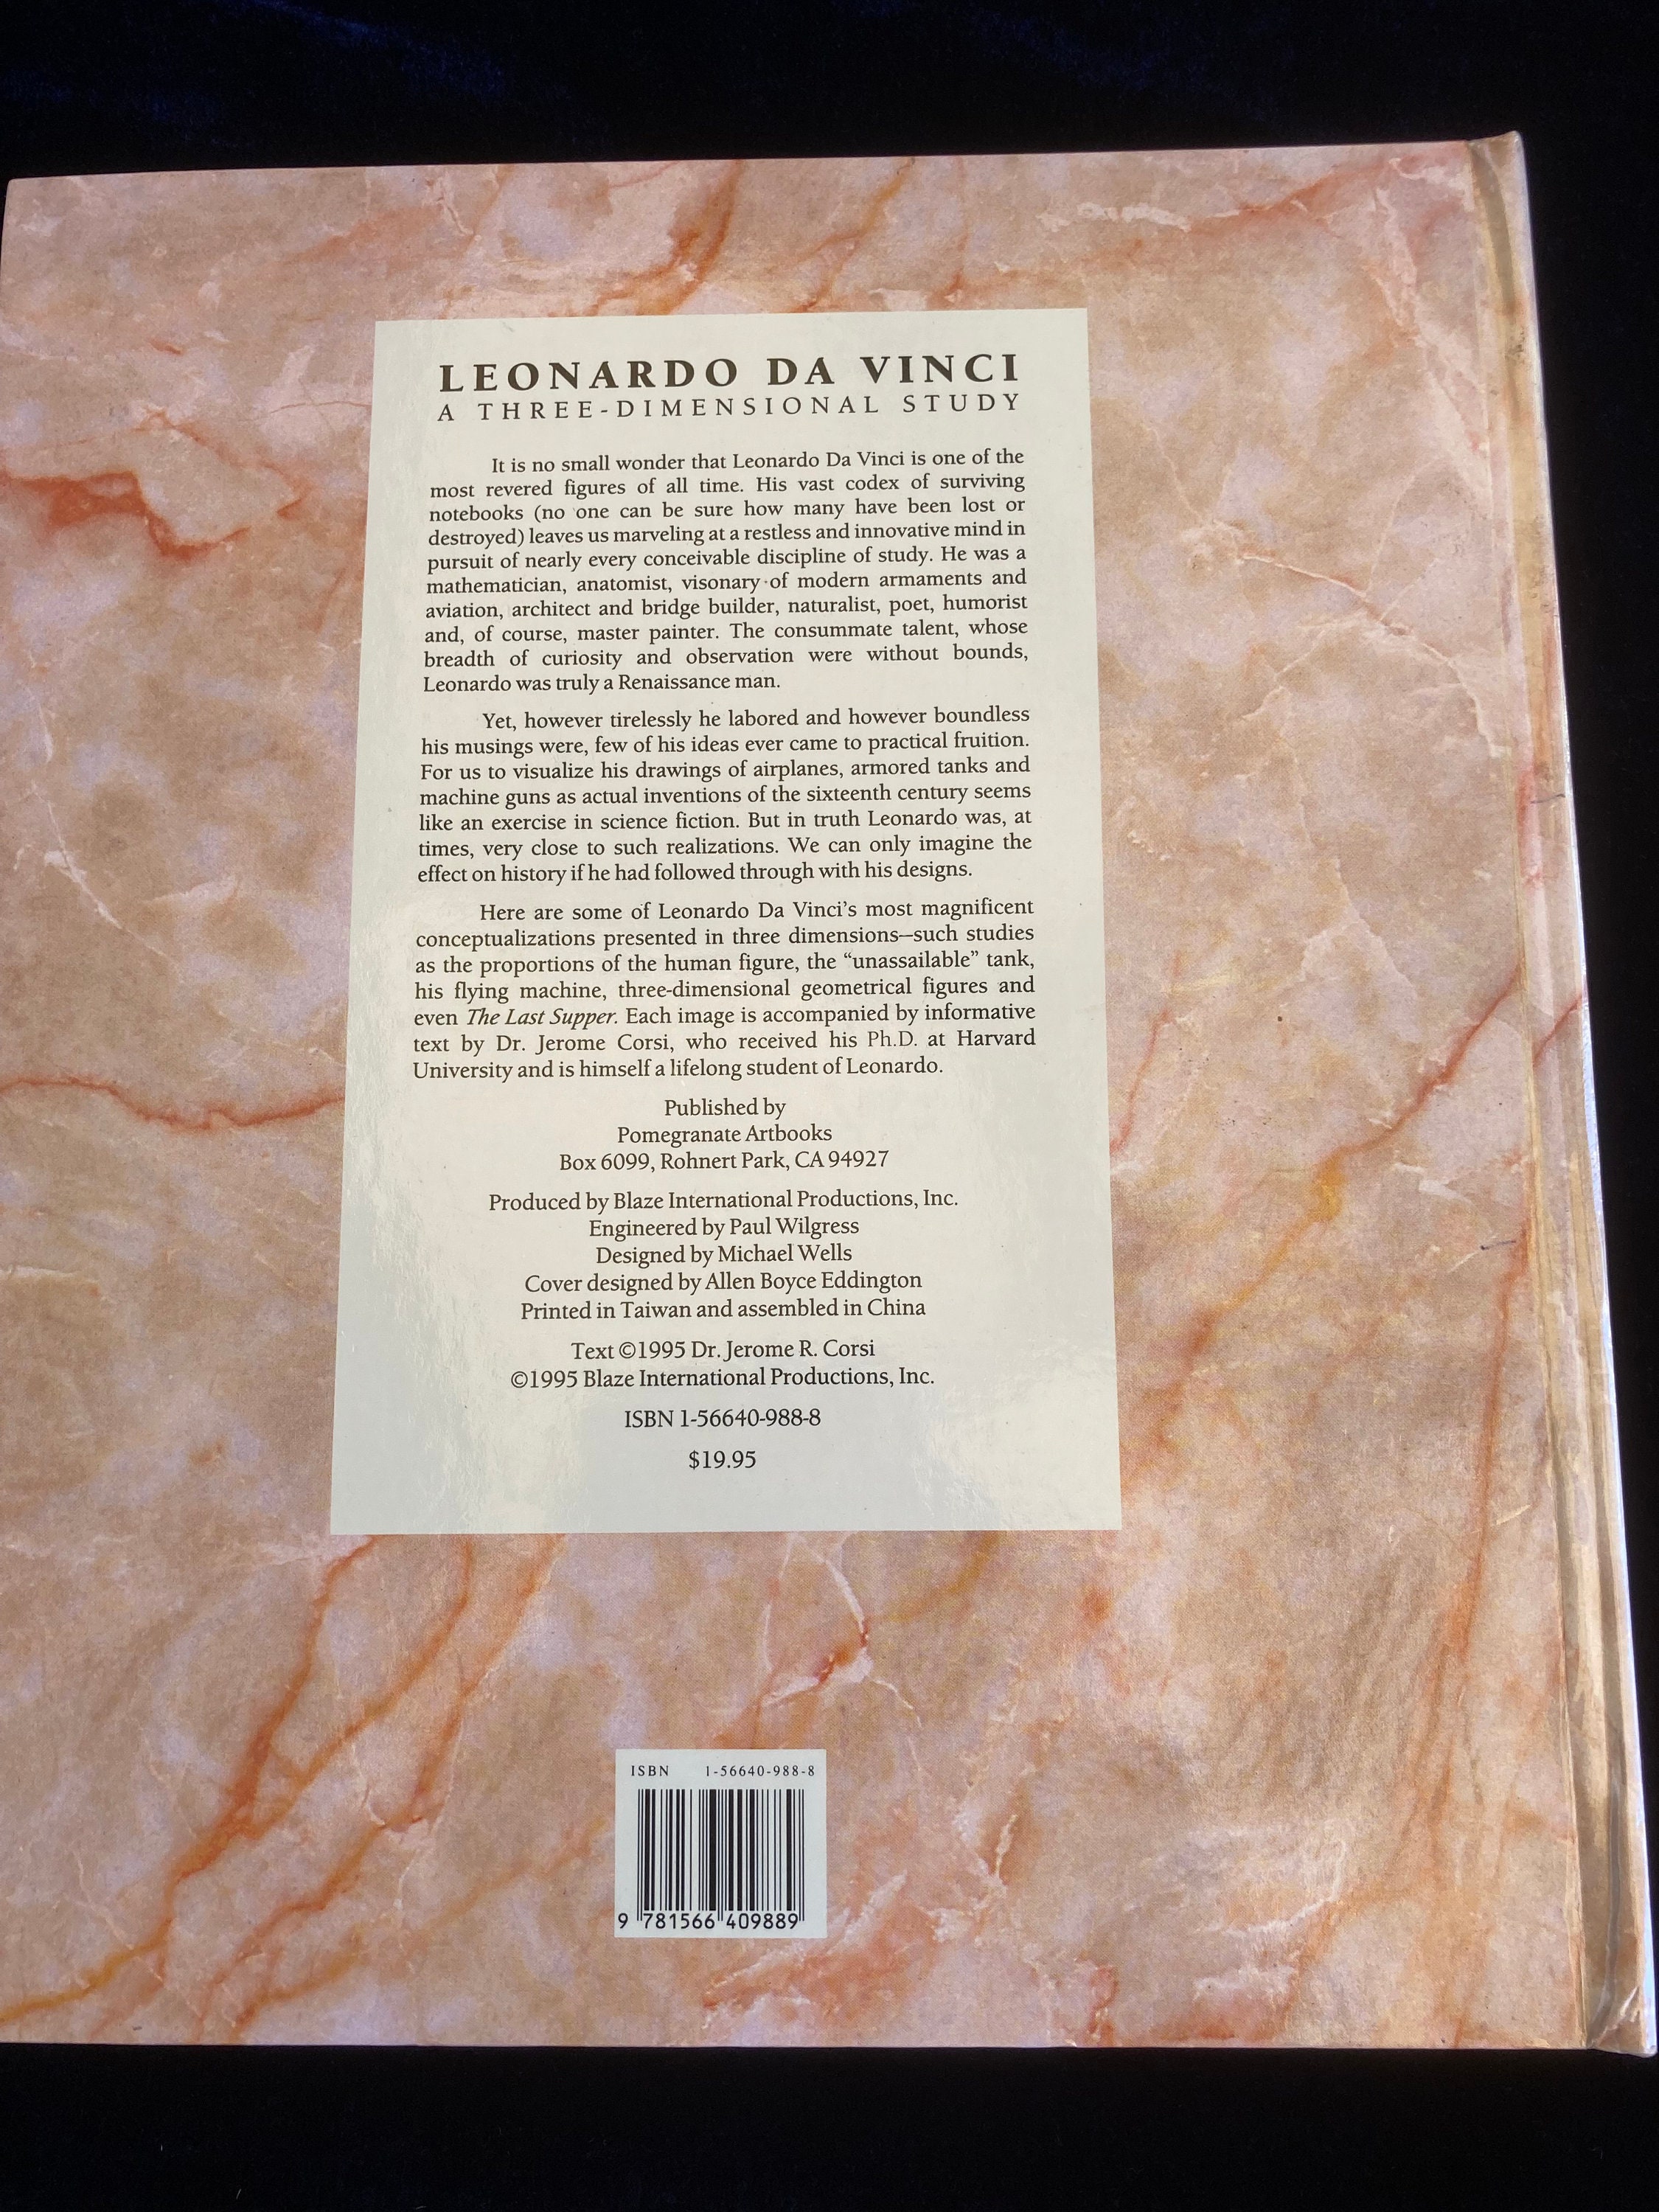 LEONARDO DA VINCI
A THREE-DIMENSIONAL STUDY
It is no small wonder that Leonardo Da Vinci is one of the
most revered figures of all time. His vast codex of surviving
notebooks (no one can be sure how many have been lost or
destroyed) leaves us marveling at a restless and innovative mind in
pursuit of nearly every conceivable discipline of study. He was a
mathematician, anatomist, visonary of modern armaments and
aviation, architect and bridge builder, naturalist, poet, humorist
and, of course, master painter. The consummate talent, whose
breadth of curiosity and observation were without bounds,
Leonardo was truly a Renaissance man.
Yet, however tirelessly he labored and however boundless
his musings were, few of his ideas ever came to practical fruition.
For us to visualize his drawings of airplanes, armored tanks and
machine guns as actual inventions of the sixteenth century seems
like an exercise in science fiction. But in truth Leonardo was, at
times, very close to such realizations. We can only imagine the
effect on history if he had followed through with his designs.
Here are some of Leonardo Da Vinci's most magnificent
conceptualizations presented in three dimensions—such studies
as the proportions of the human figure, the “unassailable” tank,
his flying machine, three-dimensional geometrical figures and
even The Last Supper. Each image is accompanied by informative
text by Dr. Jerome Corsi, who received his Ph.D. at Harvard
University and is himself a lifelong student of Leonardo.
Published by
Pomegranate Artbooks
Box 6099, Rohnert Park, CA 94927
Produced by Blaze International Productions, Inc.
Engineered by Paul Wilgress
Designed by Michael Wells
Cover designed by Allen Boyce Eddington
Printed in Taiwan and assembled in China
Text ©1995 Dr. Jerome R. Corsi
©1995 Blaze International Productions, Inc.
ISBN 1-56640-988-8
$19.95
ISBN 1-56640-988-8
9 781566 409889